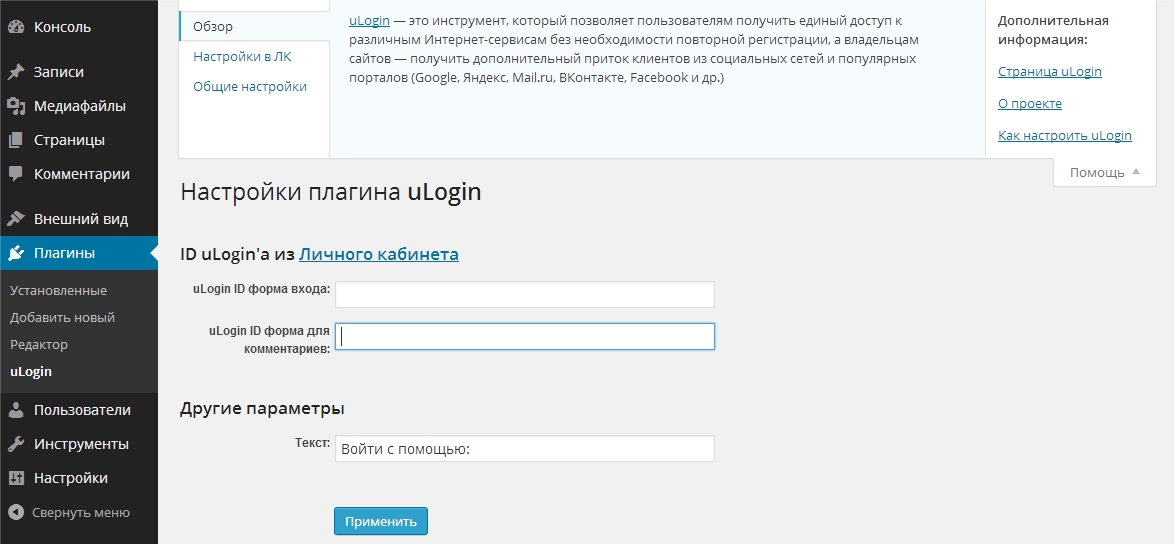 Консоль
Записи
Медиафайлы
Страницы
Комментарии
Внешний вид
Плагины
Установленные
Добавить новый
Редактор
uLogin
Пользователи
Инструменты
Настройки
Свернуть меню
Обзор
Настройки в ЛК
Общие настройки
uLogin — это инструмент, который позволяет пользователям получить единый доступ к
различным Интернет-сервисам без необходимости повторной регистрации, а владельцам
сайтов — получить дополнительный приток клиентов из социальных сетей и популярных
порталов (Google, Яндекс, Mail.ru, ВКонтакте, Facebook и др.)
Дополнительная
информация:
Страница uLogin
О проекте
Как настроить uLogin
Помощь
Настройки плагина uLogin
ID uLogin'а из Личного кабинета
uLogin ID форма входа:
uLogin ID форма для
комментариев:
Другие параметры
Текст: Войти с помощью:
Применить